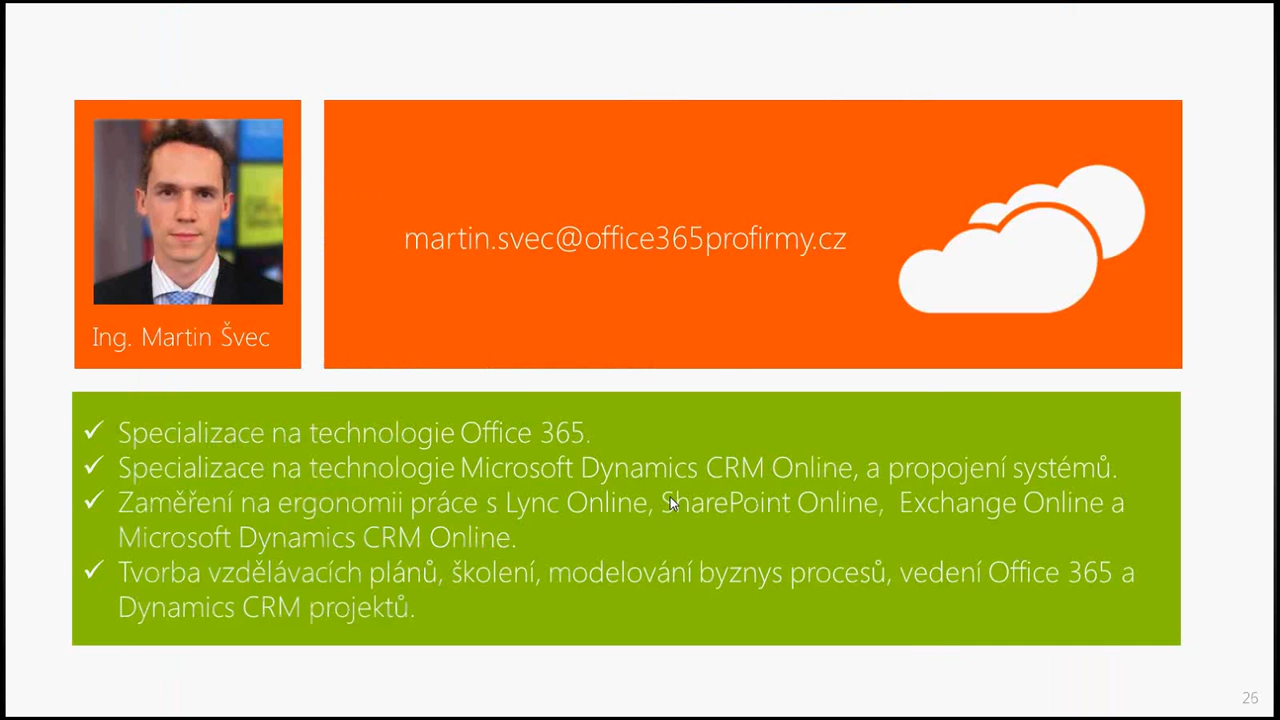 martin.svec@office365profirmy.cz
Ing. Martin Švec
✓ Specializace na technologie Office 365.
✓ Specializace na technologie Microsoft Dynamics CRM Online, a propojení systémů.
✓ Zaměření na ergonomii práce s Lync Online, SharePoint Online, Exchange Online a
Microsoft Dynamics CRM Online.
✓ Tvorba vzdělávacích plánů, školení, modelování byznys procesů, vedení Office 365 a
Dynamics CRM projektů.
26